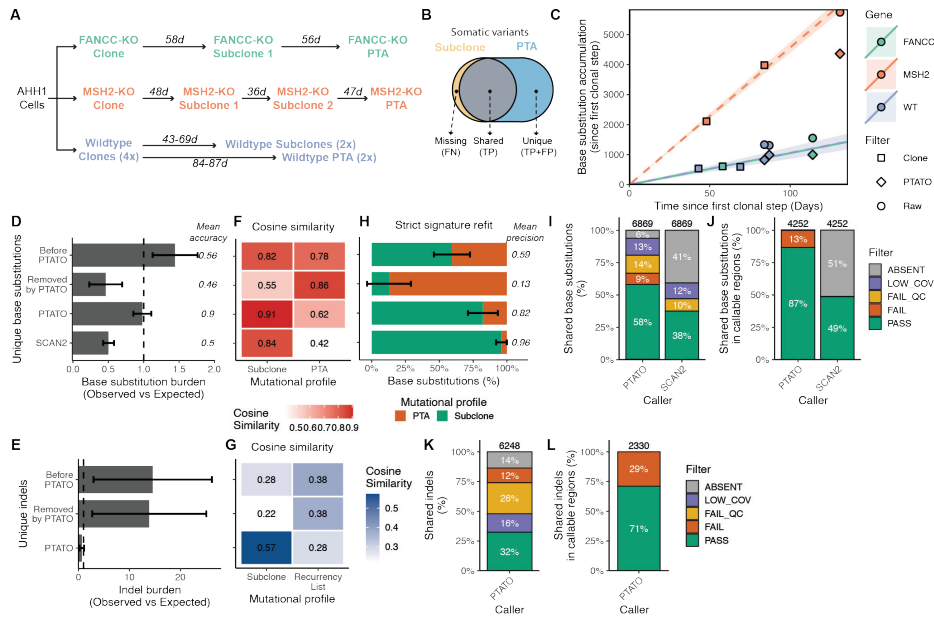 A
FANCC-KO
Clone
58d
FANCC-KO
Subclone 1
56d
FANCC-KO
PTA
AHH1
Cells
MSH2-KO
Clone
48d
MSH2-KO
Subclone 1
36d
MSH2-KO
Subclone 2
47d
MSH2-KO
PTA
Wildtype
Clones (4x)
43-69d
Wildtype Subclones (2x)
84-87d
Wildtype PTA (2x)
B
Somatic variants
Subclone
PTA
Missing
(FN)
Shared
(TP)
Unique
(TP+FP)
C
Base substitution accumulation
(since first clonal step)
5000
4000
3000
2000
1000
0
0
50
100
Time since first clonal step (Days)
Gene
FANCC
MSH2
WT
Filter
Clone
PTATO
Raw
D
Unique base substitutions
Before
PTATO
Removed
by PTATO
PTATO
SCAN2
Mean
accuracy
0.56
0.46
0.9
0.5
0.0
0.5
1.0
1.5
2.0
Base substitution burden
(Observed vs Expected)
F
Cosine similarity
0.82
0.78
0.55
0.86
0.91
0.62
0.84
0.42
Subclone
PTA
Mutational profile
Cosine
Similarity
0.50.60.70.80.9
H
Strict signature refit
Mean
precision
0.59
0.13
0.82
0.96
0%
25%
50%
75%
100%
Base substitutions (%)
Mutational profile
PTA
Subclone
I
Shared base substitutions
(%)
100%
75%
50%
25%
0%
6869
6869
6%
13%
14%
9%
58%
41%
12%
10%
38%
PTATO
SCAN2
Caller
J
Shared base substitutions
in callable regions (%)
100%
75%
50%
25%
0%
4252
4252
13%
87%
51%
49%
PTATO
SCAN2
Caller
Filter
ABSENT
LOW_COV
FAIL_QC
FAIL
PASS
E
Unique indels
Before
PTATO
Removed
by PTATO
PTATO
0
10
20
Indel burden
(Observed vs Expected)
G
Cosine similarity
0.28
0.38
0.22
0.38
0.57
0.28
Subclone
Recurrency
List
Mutational profile
Cosine
Similarity
0.5
0.4
0.3
K
Shared indels
(%)
100%
75%
50%
25%
0%
6248
14%
12%
26%
16%
32%
PTATO
Caller
L
Shared indels
in callable regions (%)
100%
75%
50%
25%
0%
2330
29%
71%
PTATO
Caller
Filter
ABSENT
LOW_COV
FAIL_QC
FAIL
PASS